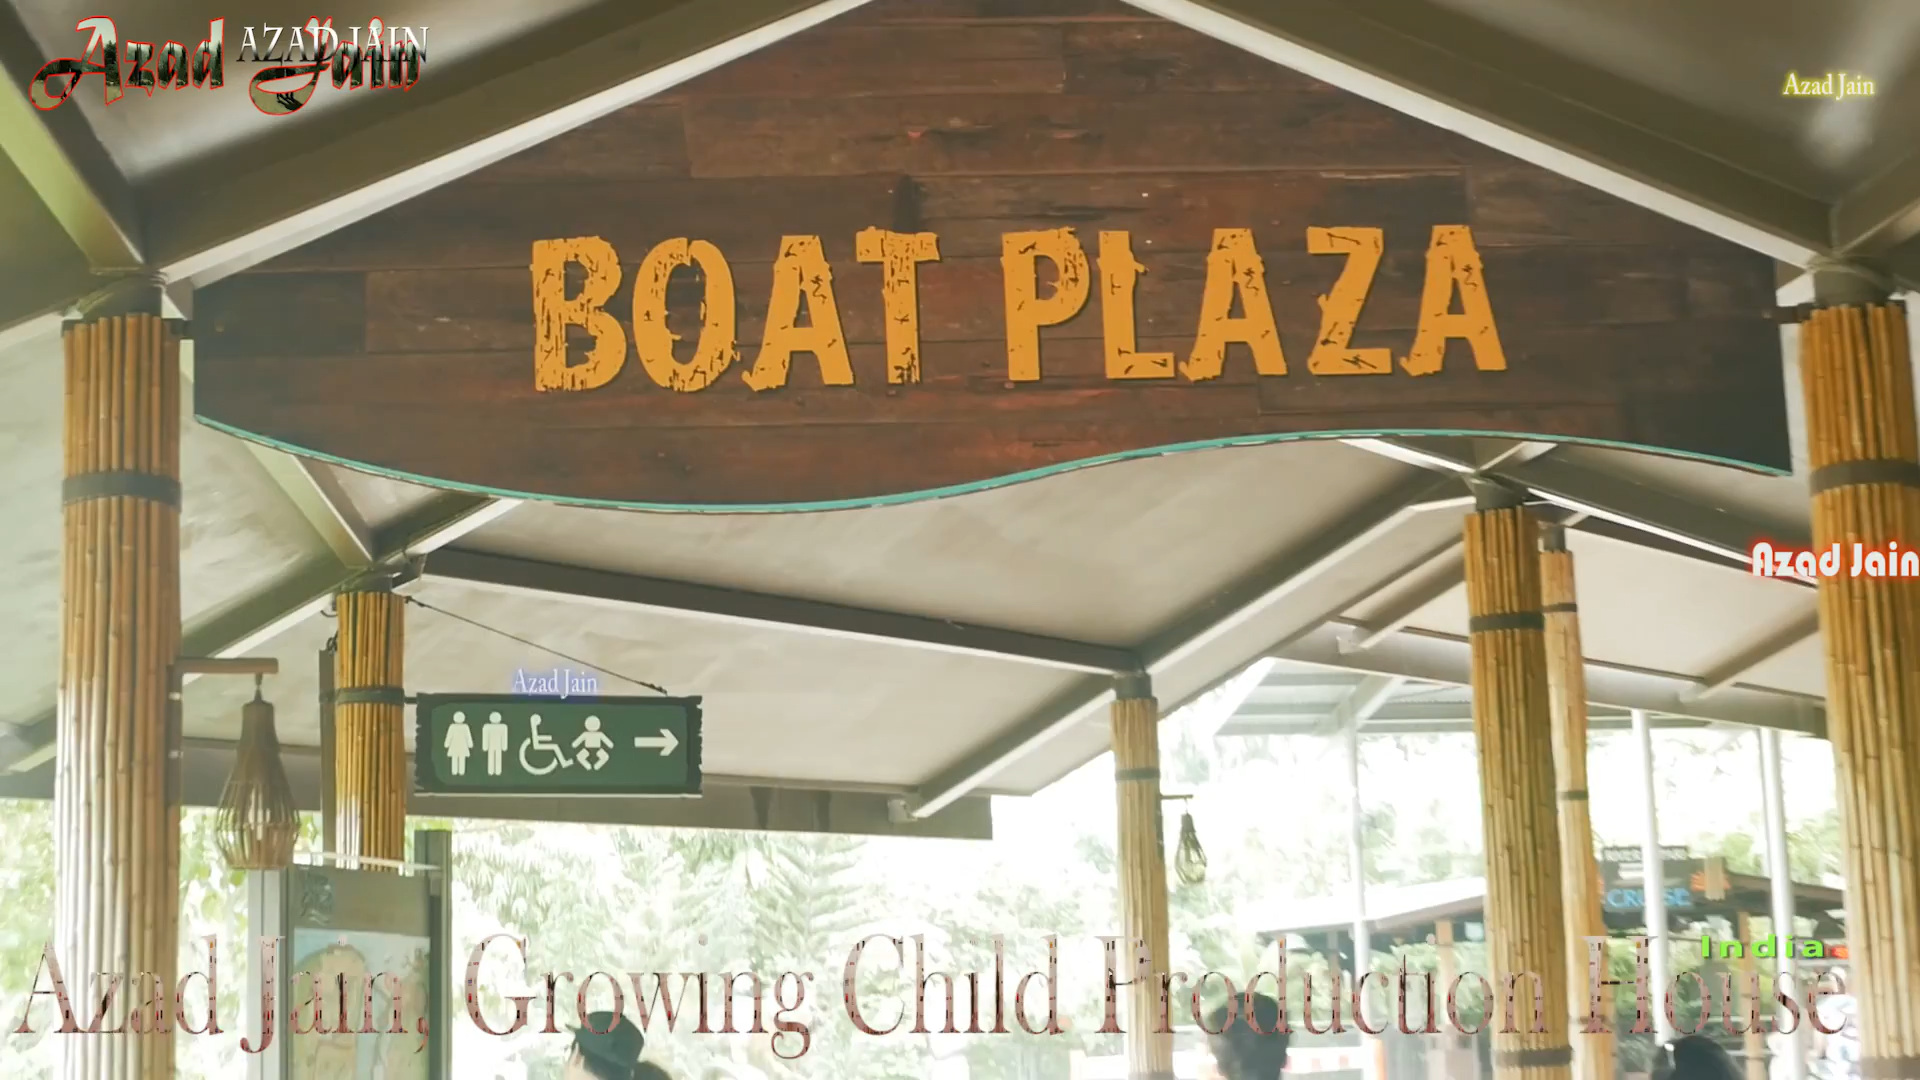 Azad Jain
AZAD JAIN
Azad Jain
BOAT PLAZA
Azad Jain
Azad Jain
CRUISE
India
Azad Jain, Growing Child Production House